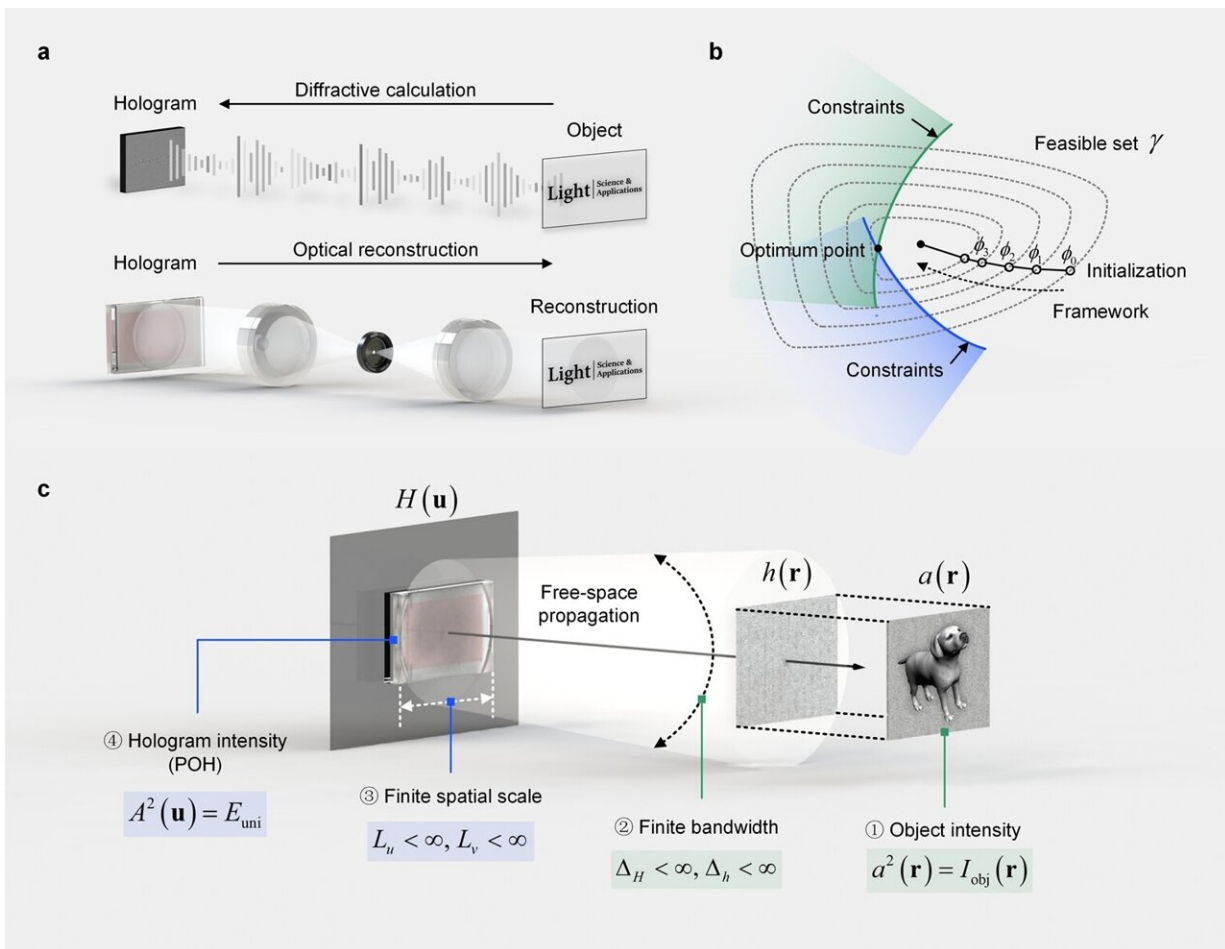 a
Diffractive calculation
Hologram
Object
Light | Science &
Applications
Optical reconstruction
Hologram
Reconstruction
Light | Science &
Applications
b
Constraints
Feasible set γ
Optimum point
ϕ₃ ϕ₂ ϕ₁ ϕ₀
Initialization
Framework
Constraints
c
H(u)
Free-space
propagation
h(r)
a(r)
④ Hologram intensity
(POH)
A²(u) = E_uni
③ Finite spatial scale
L_u < ∞, L_v < ∞
② Finite bandwidth
Δ_H < ∞, Δ_h < ∞
① Object intensity
a²(r) = I_obj(r)